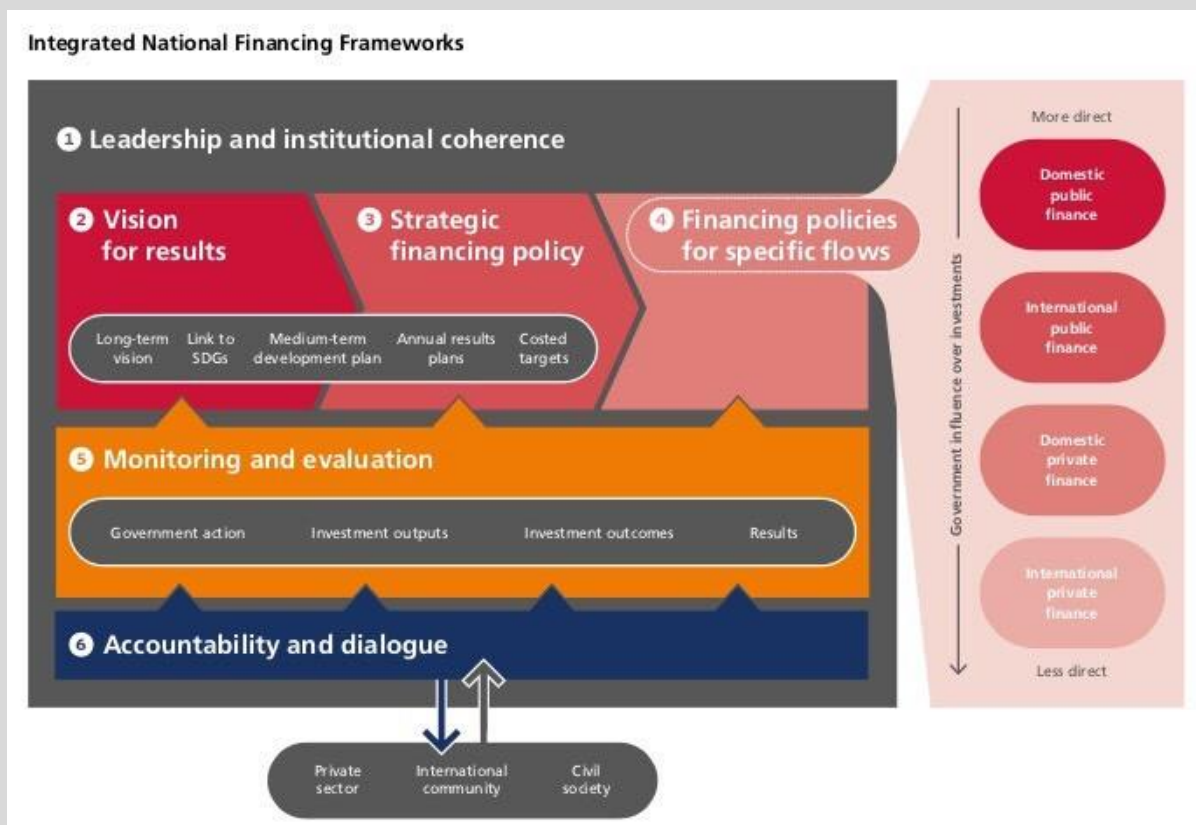 Integrated National Financing Frameworks
1 Leadership and institutional coherence
2 Vision
for results
3 Strategic
financing policy
4 Financing policies
for specific flows
Long-term
vision
Link to
SDGs
Medium-term
development plan
Annual results
plans
Costed
targets
5 Monitoring and evaluation
Government action
Investment outputs
Investment outcomes
Results
6 Accountability and dialogue
Private
sector
International
community
Civil
society
More direct
Government influence over investments
Domestic
public
finance
International
public
finance
Domestic
private
finance
International
private
finance
Less direct